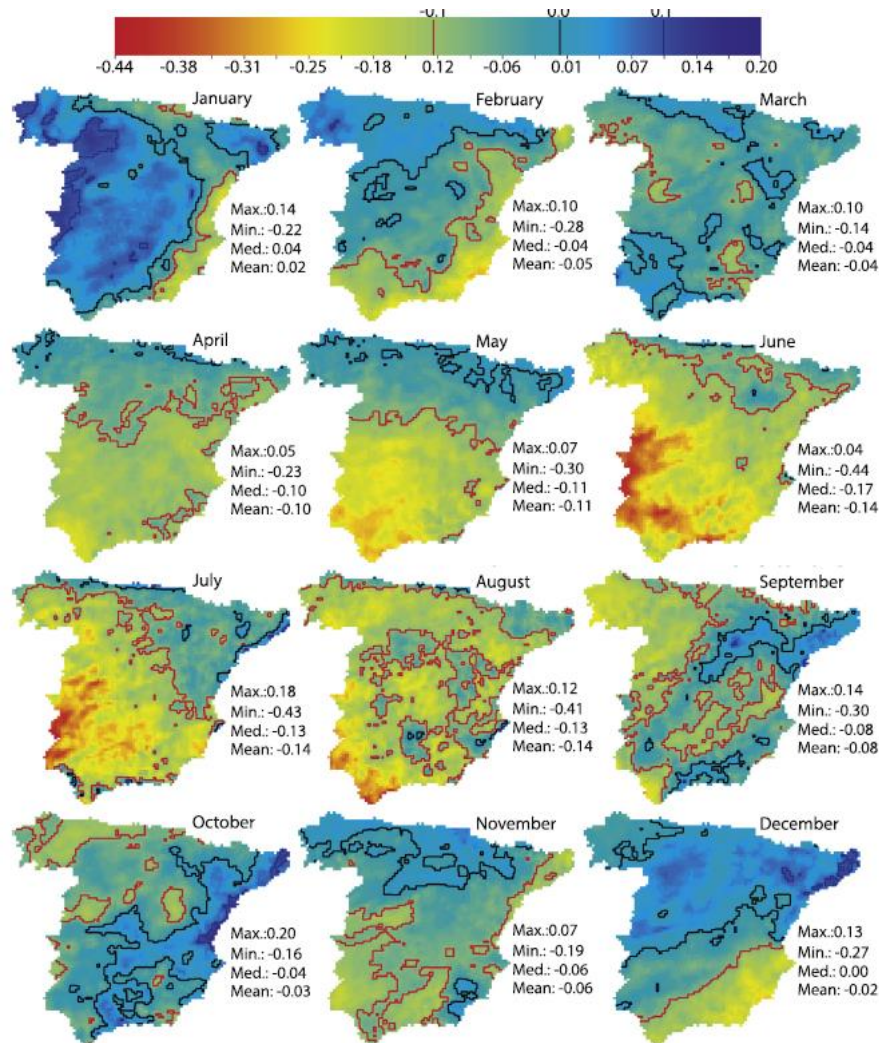 -0.1 0.0 0.1
-0.44 -0.38 -0.31 -0.25 -0.18 0.12 -0.06 0.01 0.07 0.14 0.20
January
Max.:0.14
Min.: -0.22
Med.: 0.04
Mean: 0.02
February
Max.:0.10
Min.: -0.28
Med.: -0.04
Mean: -0.05
March
Max.:0.10
Min.: -0.14
Med.: -0.04
Mean: -0.04
April
Max.:0.05
Min.: -0.23
Med.: -0.10
Mean: -0.10
May
Max.:0.07
Min.: -0.30
Med.: -0.11
Mean: -0.11
June
Max.:0.04
Min.: -0.44
Med.: -0.17
Mean: -0.14
July
Max.:0.18
Min.: -0.43
Med.: -0.13
Mean: -0.14
August
Max.:0.12
Min.: -0.41
Med.: -0.13
Mean: -0.14
September
Max.:0.14
Min.: -0.30
Med.: -0.08
Mean: -0.08
October
Max.:0.20
Min.: -0.16
Med.: -0.04
Mean: -0.03
November
Max.:0.07
Min.: -0.19
Med.: -0.06
Mean: -0.06
December
Max.:0.13
Min.: -0.27
Med.: 0.00
Mean: -0.02